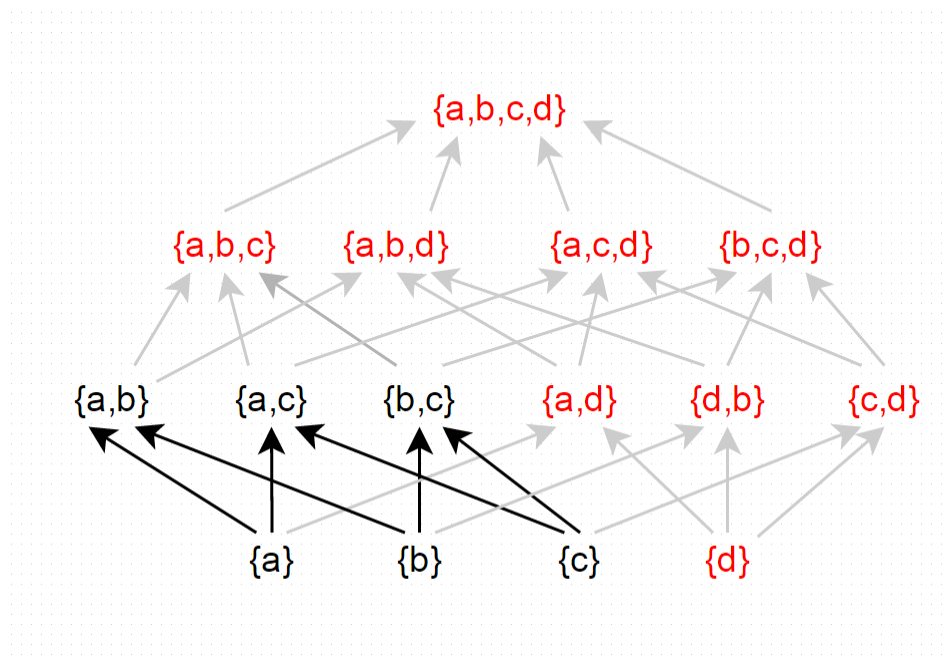 {a,b,c,d}
{a,b,c} {a,b,d} {a,c,d} {b,c,d}
{a,b} {a,c} {b,c} {a,d} {d,b} {c,d}
{a} {b} {c} {d}